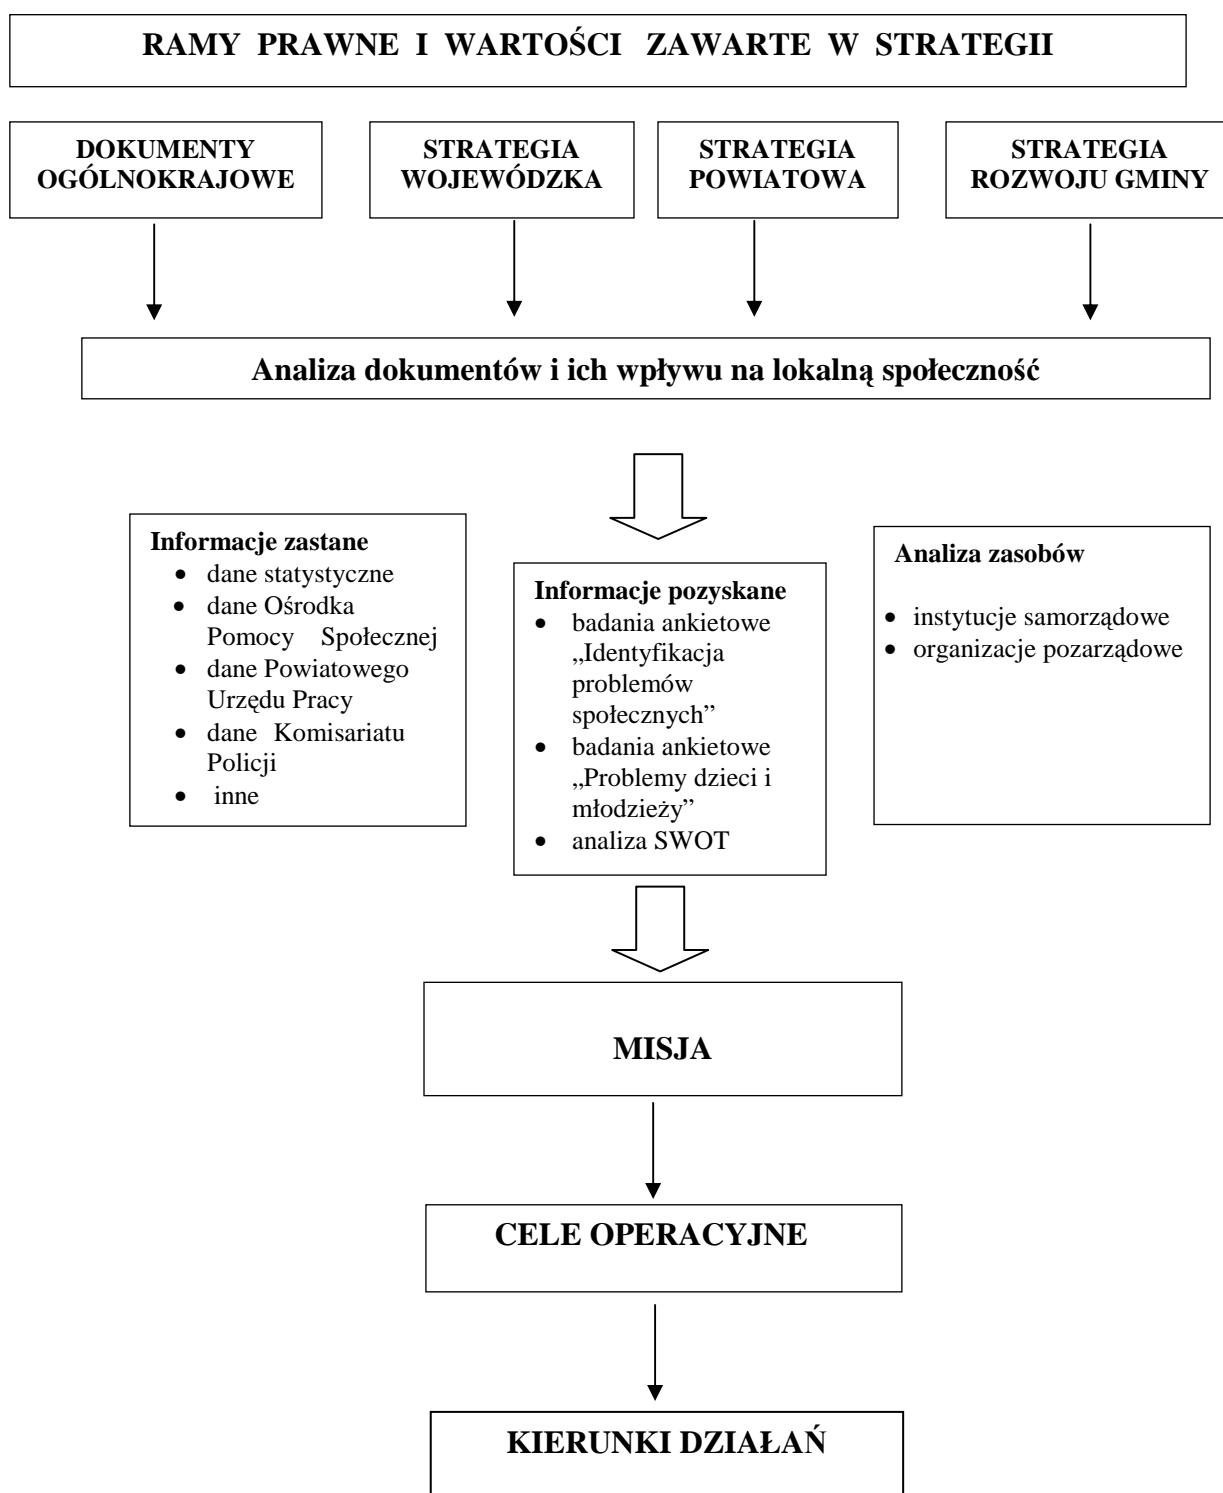 RAMY PRAWNE I WARTOŚCI ZAWARTE W STRATEGII
DOKUMENTY
OGÓLNOKRAJOWE
STRATEGIA
WOJEWÓDZKA
STRATEGIA
POWIATOWA
STRATEGIA
ROZWOJU GMINY
Analiza dokumentów i ich wpływu na lokalną społeczność
Informacje zastane
• dane statystyczne
• dane Ośrodka
Pomocy Społecznej
• dane Powiatowego
Urzędu Pracy
• dane Komisariatu
Policji
• inne
Informacje pozyskane
• badania ankietowe
„Identyfikacja
problemów
społecznych”
• badania ankietowe
„Problemy dzieci i
młodzieży”
• analiza SWOT
Analiza zasobów
• instytucje samorządowe
• organizacje pozarządowe
MISJA
CELE OPERACYJNE
KIERUNKI DZIAŁAŃ